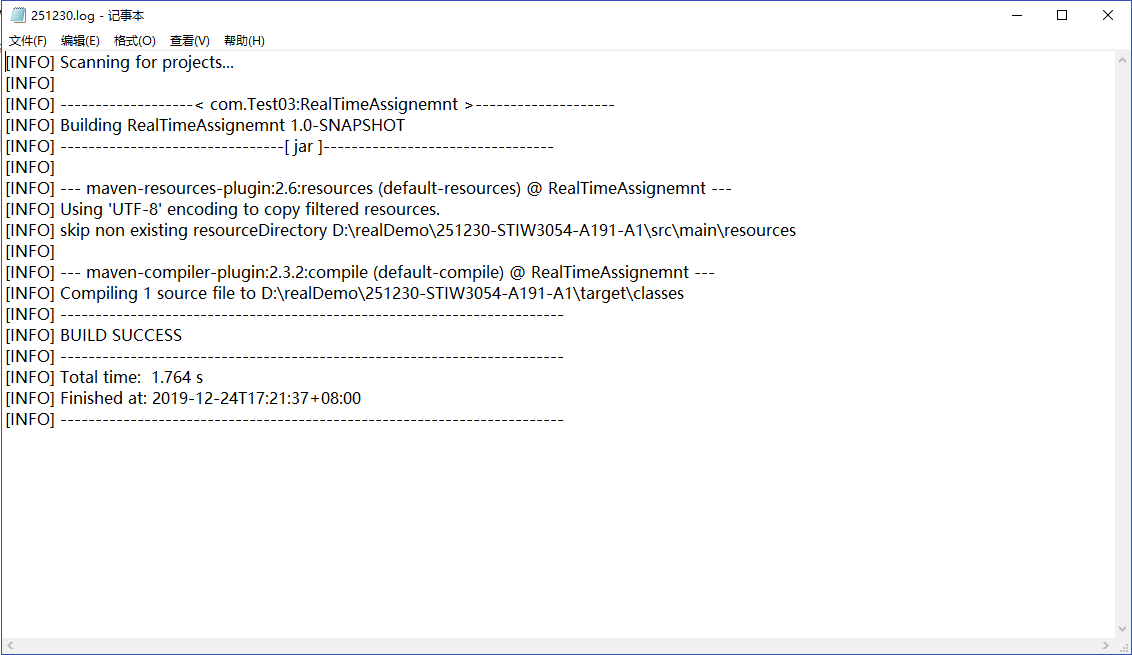 251230.log - 记事本
文件(F) 编辑(E) 格式(O) 查看(V) 帮助(H)
[INFO] Scanning for projects...
[INFO]
[INFO] -------------------< com.Test03:RealTimeAssignemnt >--------------------
[INFO] Building RealTimeAssignemnt 1.0-SNAPSHOT
[INFO] --------------------------------[ jar ]---------------------------------
[INFO]
[INFO] --- maven-resources-plugin:2.6:resources (default-resources) @ RealTimeAssignemnt ---
[INFO] Using 'UTF-8' encoding to copy filtered resources.
[INFO] skip non existing resourceDirectory D:\realDemo\251230-STIW3054-A191-A1\src\main\resources
[INFO]
[INFO] --- maven-compiler-plugin:2.3.2:compile (default-compile) @ RealTimeAssignemnt ---
[INFO] Compiling 1 source file to D:\realDemo\251230-STIW3054-A191-A1\target\classes
[INFO] ------------------------------------------------------------------------
[INFO] BUILD SUCCESS
[INFO] ------------------------------------------------------------------------
[INFO] Total time:  1.764 s
[INFO] Finished at: 2019-12-24T17:21:37+08:00
[INFO] ------------------------------------------------------------------------